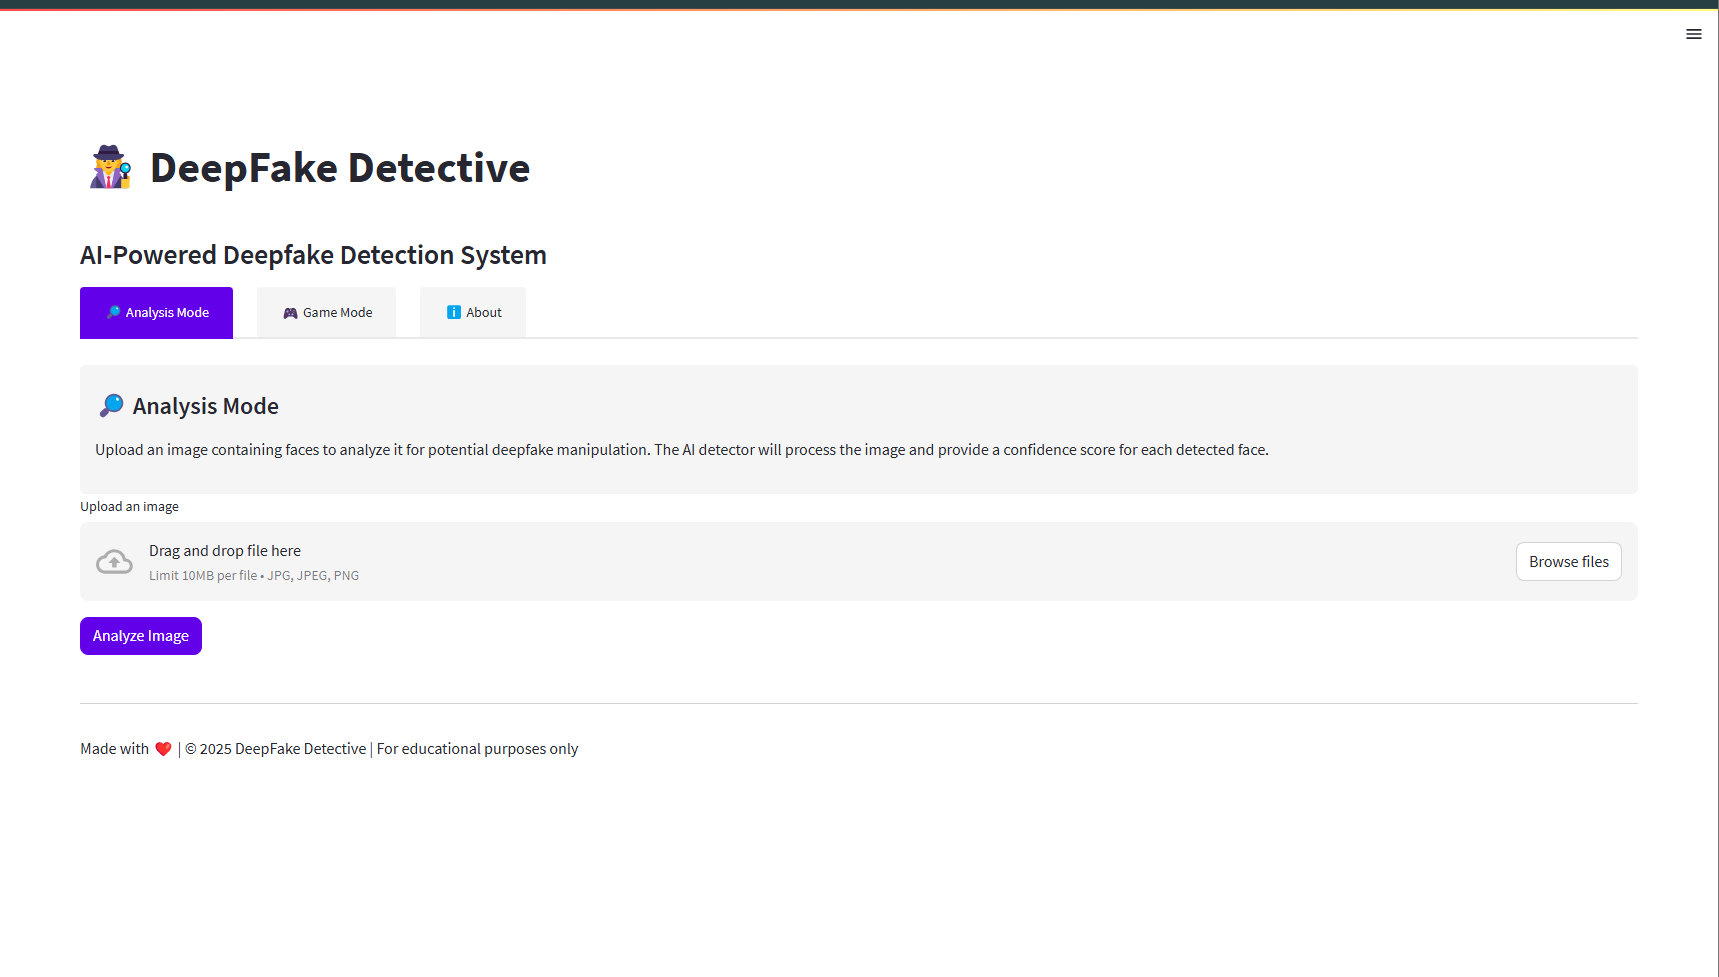 DeepFake Detective
AI-Powered Deepfake Detection System
Analysis Mode
Game Mode
About
Analysis Mode
Upload an image containing faces to analyze it for potential deepfake manipulation. The AI detector will process the image and provide a confidence score for each detected face.
Upload an image
Drag and drop file here
Limit 10MB per file • JPG, JPEG, PNG
Browse files
Analyze Image
Made with ❤️ | © 2025 DeepFake Detective | For educational purposes only